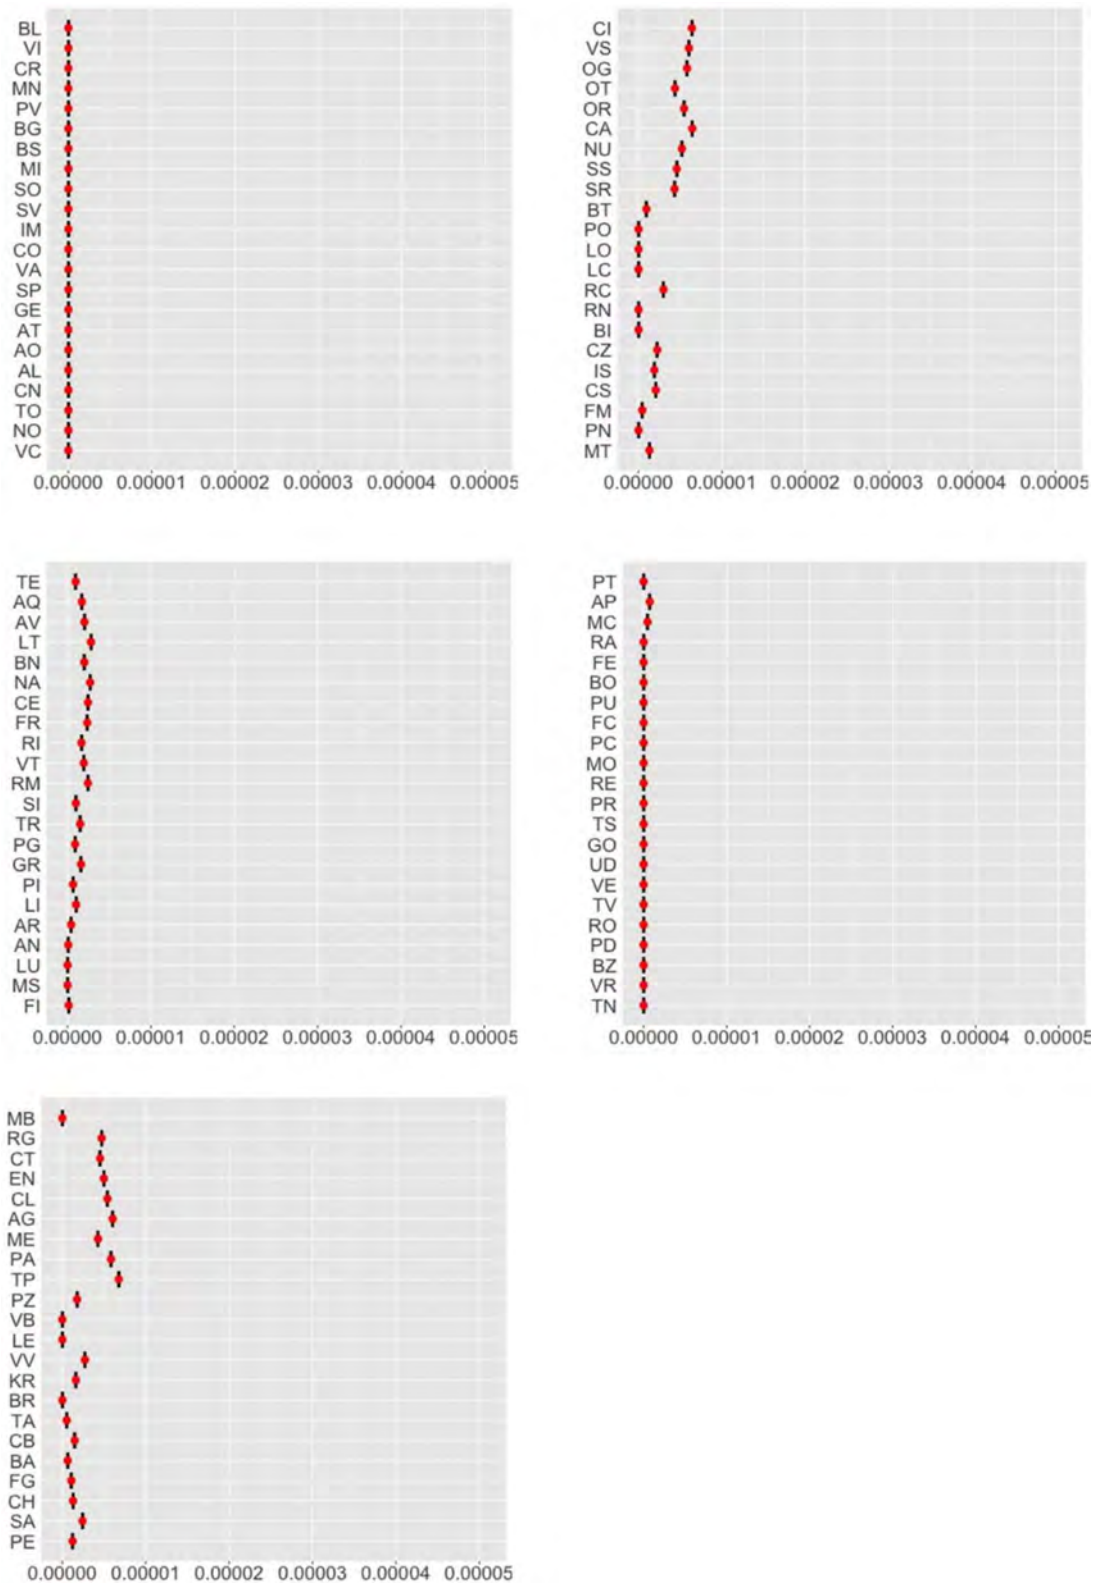 BL
VI
CR
MN
PV
BG
BS
MI
SO
SV
IM
CO
VA
SP
GE
AT
AO
AL
CN
TO
NO
VC
0.00000 0.00001 0.00002 0.00003 0.00004 0.00005
CI
VS
OG
OT
OR
CA
NU
SS
SR
BT
PO
LO
LC
RC
RN
BI
CZ
IS
CS
FM
PN
MT
0.00000 0.00001 0.00002 0.00003 0.00004 0.00005
TE
AQ
AV
LT
BN
NA
CE
FR
RI
VT
RM
SI
TR
PG
GR
PI
LI
AR
AN
LU
MS
FI
0.00000 0.00001 0.00002 0.00003 0.00004 0.00005
PT
AP
MC
RA
FE
BO
PU
FC
PC
MO
RE
PR
TS
GO
UD
VE
TV
RO
PD
BZ
VR
TN
0.00000 0.00001 0.00002 0.00003 0.00004 0.00005
MB
RG
CT
EN
CL
AG
ME
PA
TP
PZ
VB
LE
VV
KR
BR
TA
CB
BA
FG
CH
SA
PE
0.00000 0.00001 0.00002 0.00003 0.00004 0.00005